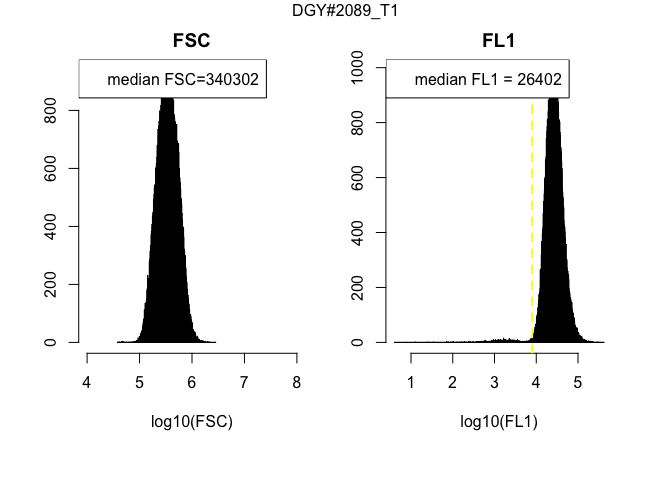 DGY#2089_T1
FSC
median FSC=340302
0
200
400
600
800
4 5 6 7 8
log10(FSC)
FL1
median FL1 = 26402
0
200
400
600
800
1000
1 2 3 4 5
log10(FL1)